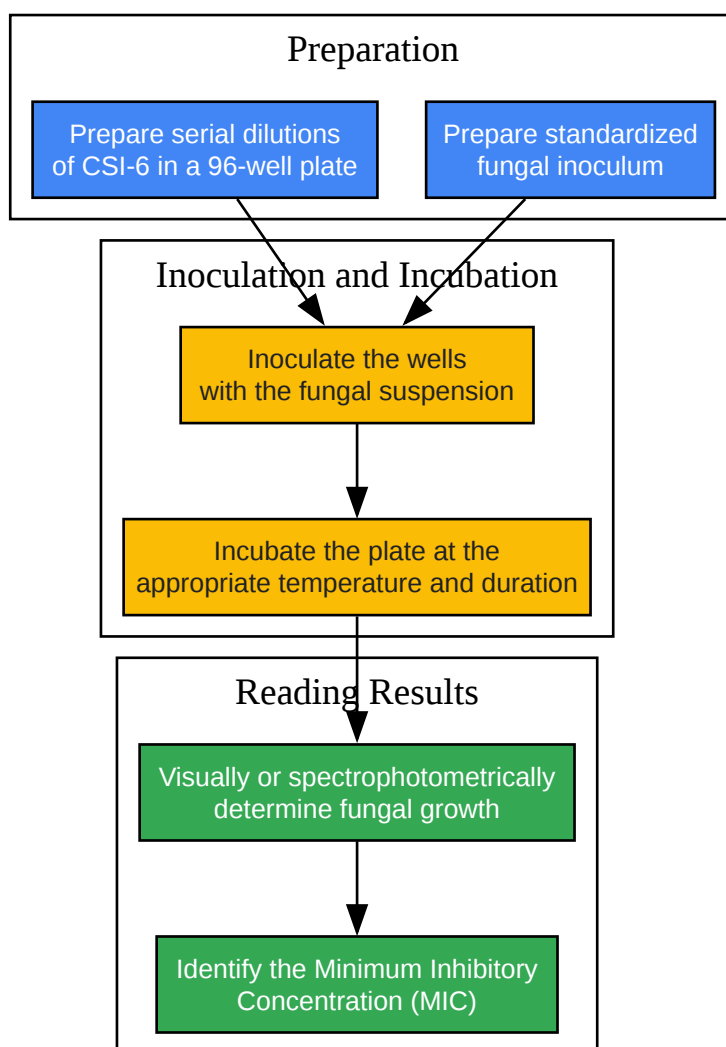 Preparation
Prepare serial dilutions
of CSI-6 in a 96-well plate
Prepare standardized
fungal inoculum
Inoculation and Incubation
Inoculate the wells
with the fungal suspension
Incubate the plate at the
appropriate temperature and duration
Reading Results
Visually or spectrophotometrically
determine fungal growth
Identify the Minimum Inhibitory
Concentration (MIC)